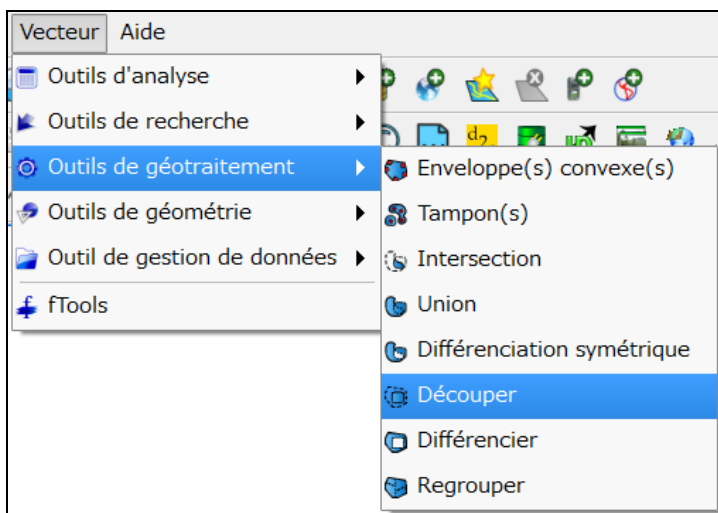 Vecteur Aide
Outils d'analyse
Outils de recherche
Outils de géotraitement
Outils de géométrie
Outil de gestion de données
fTools
Enveloppe(s) convexe(s)
Tampon(s)
Intersection
Union
Différenciation symétrique
Découper
Différencier
Regrouper